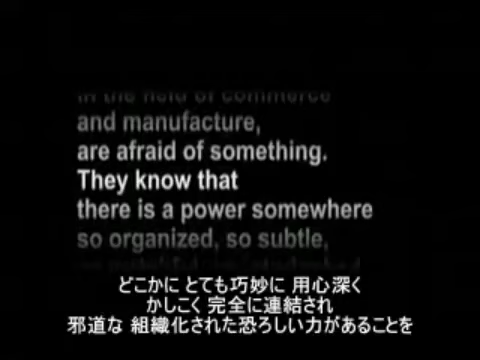 in the field of commerce
and manufacture,
are afraid of something.
They know that
there is a power somewhere
so organized, so subtle,
どこかに とても巧妙に 用心深く
かしこく 完全に連結され
邪道な 組織化された恐ろしい力があることを